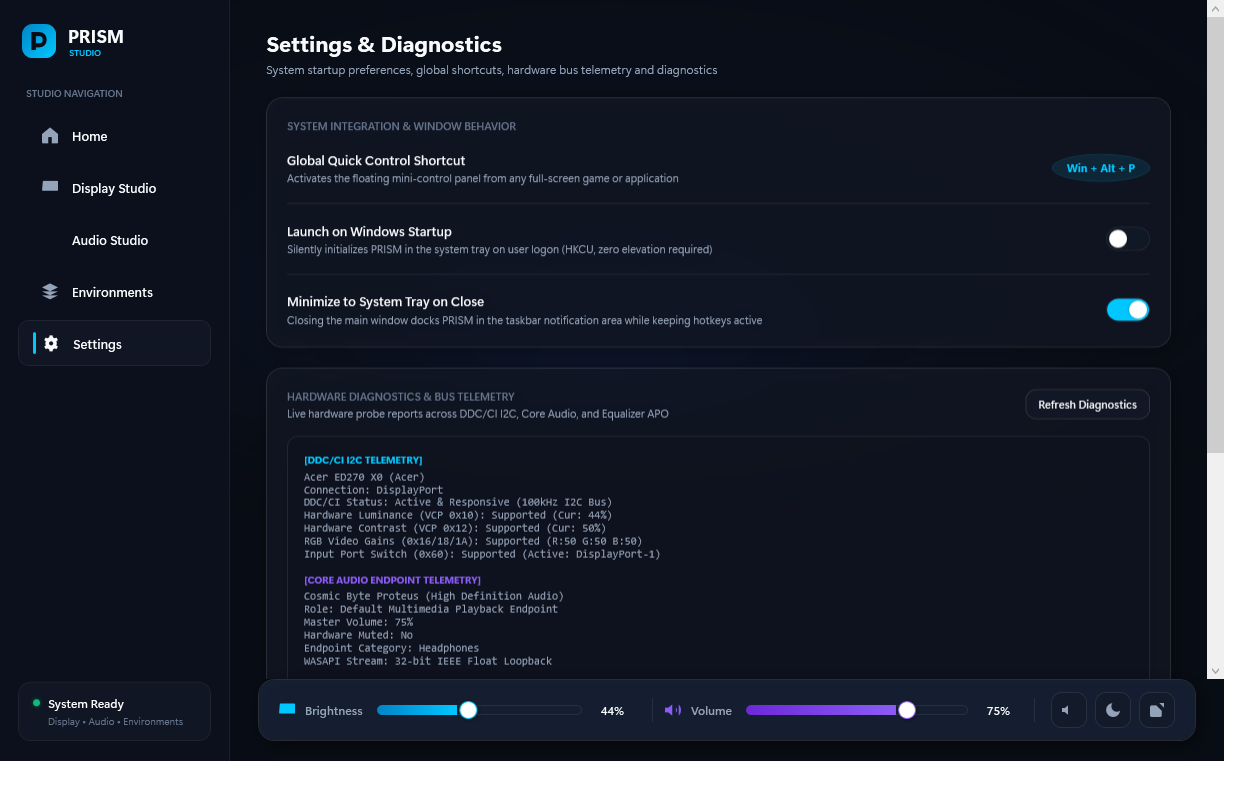 PRISM
STUDIO
STUDIO NAVIGATION
Home
Display Studio
Audio Studio
Environments
Settings
System Ready
Display • Audio • Environments
Settings & Diagnostics
System startup preferences, global shortcuts, hardware bus telemetry and diagnostics
SYSTEM INTEGRATION & WINDOW BEHAVIOR
Global Quick Control Shortcut
Activates the floating mini-control panel from any full-screen game or application
Win + Alt + P
Launch on Windows Startup
Silently initializes PRISM in the system tray on user logon (HKCU, zero elevation required)
Minimize to System Tray on Close
Closing the main window docks PRISM in the taskbar notification area while keeping hotkeys active
HARDWARE DIAGNOSTICS & BUS TELEMETRY
Live hardware probe reports across DDC/CI I2C, Core Audio, and Equalizer APO
Refresh Diagnostics
[DDC/CI I2C TELEMETRY]
Acer ED270 X0 (Acer)
Connection: DisplayPort
DDC/CI Status: Active & Responsive (100kHz I2C Bus)
Hardware Luminance (VCP 0x10): Supported (Cur: 44%)
Hardware Contrast (VCP 0x12): Supported (Cur: 50%)
RGB Video Gains (0x16/18/1A): Supported (R:50 G:50 B:50)
Input Port Switch (0x60): Supported (Active: DisplayPort-1)
[CORE AUDIO ENDPOINT TELEMETRY]
Cosmic Byte Proteus (High Definition Audio)
Role: Default Multimedia Playback Endpoint
Master Volume: 75%
Hardware Muted: No
Endpoint Category: Headphones
WASAPI Stream: 32-bit IEEE Float Loopback
Brightness
44%
Volume
75%